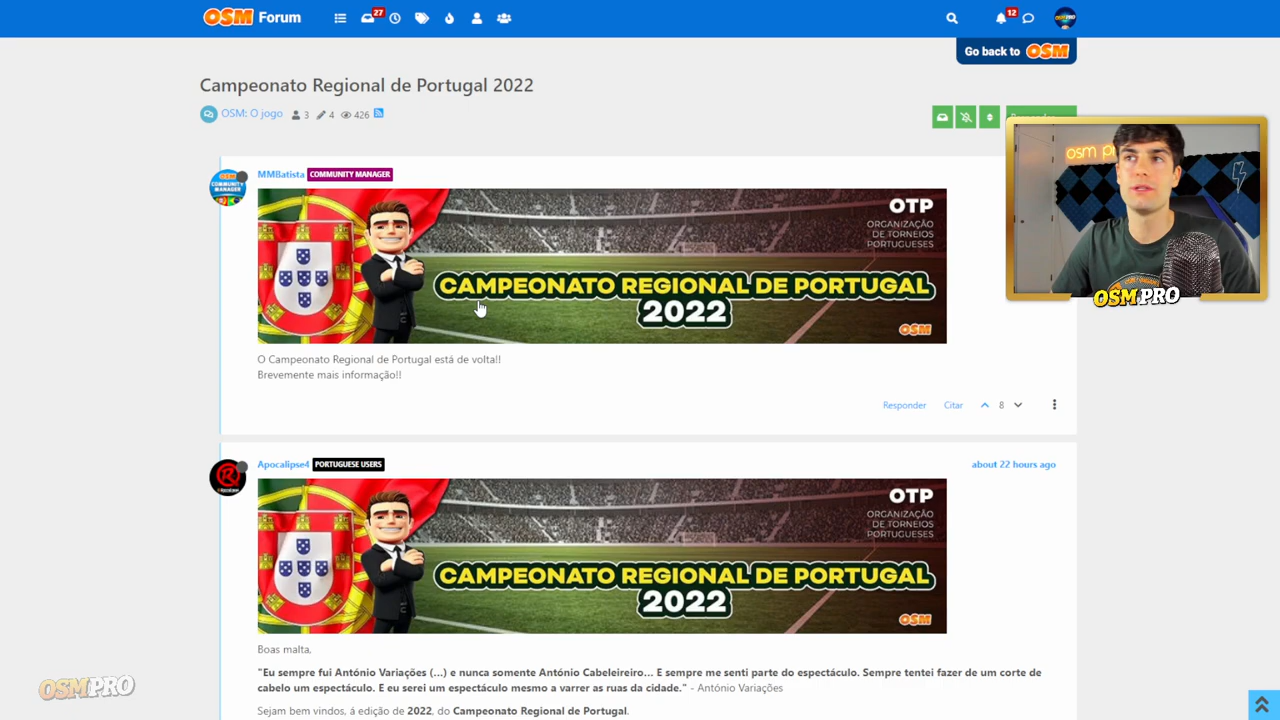 OSM Forum
27
12
Go back to OSM
Campeonato Regional de Portugal 2022
OSM: O jogo 3 4 426
osm pr
MMBatista COMMUNITY MANAGER
OSM COMMUNITY MANAGER
OTP
ORGANIZAÇÃO
DE TORNEIOS
PORTUGUESES
CAMPEONATO REGIONAL DE PORTUGAL
2022
OSM
OSM PRO
O Campeonato Regional de Portugal está de volta!!
Brevemente mais informação!!
Responder Citar 8
Apocalipse4 PORTUGUESE USERS about 22 hours ago
OTP
ORGANIZAÇÃO
DE TORNEIOS
PORTUGUESES
CAMPEONATO REGIONAL DE PORTUGAL
2022
OSM
Boas malta,
"Eu sempre fui António Variações (...) e nunca somente António Cabeleireiro... E sempre me senti parte do espectáculo. Sempre tentei fazer de um corte de
cabelo um espectáculo. E eu serei um espectáculo mesmo a varrer as ruas da cidade." - António Variações
Sejam bem vindos, á edição de 2022, do Campeonato Regional de Portugal.
OSM PRO